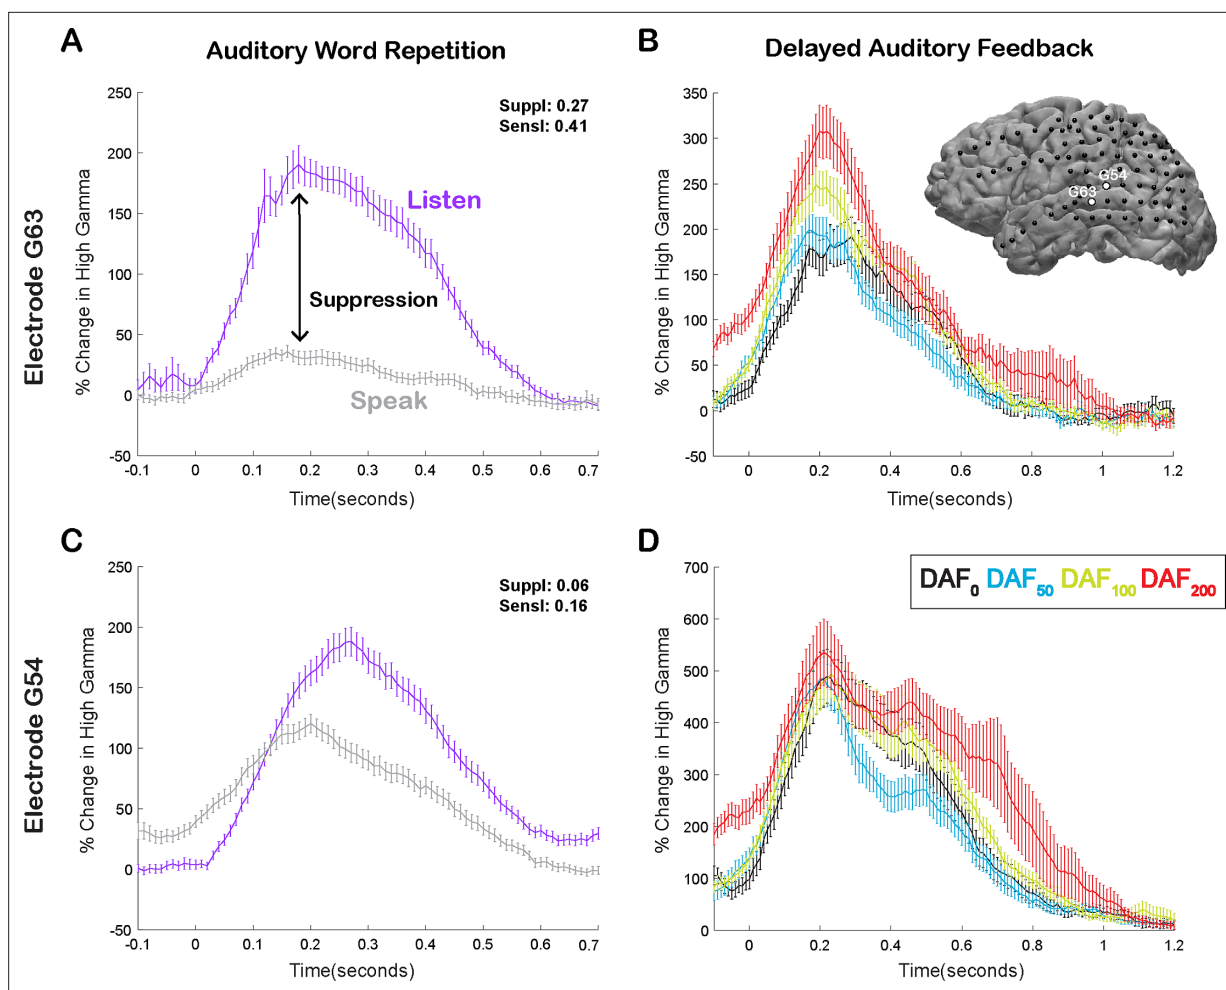 A
Auditory Word Repetition
B
Delayed Auditory Feedback
Electrode G63
% Change in High Gamma
250
200
150
100
50
0
-50
SuppI: 0.27
SensI: 0.41
Listen
Suppression
Speak
-0.1 0 0.1 0.2 0.3 0.4 0.5 0.6 0.7
Time(seconds)
% Change in High Gamma
350
300
250
200
150
100
50
0
-50
G54
G63
0 0.2 0.4 0.6 0.8 1 1.2
Time(seconds)
C
D
Electrode G54
% Change in High Gamma
250
200
150
100
50
0
-50
SuppI: 0.06
SensI: 0.16
-0.1 0 0.1 0.2 0.3 0.4 0.5 0.6 0.7
Time(seconds)
% Change in High Gamma
700
600
500
400
300
200
100
0
DAF0 DAF50 DAF100 DAF200
0 0.2 0.4 0.6 0.8 1 1.2
Time(seconds)